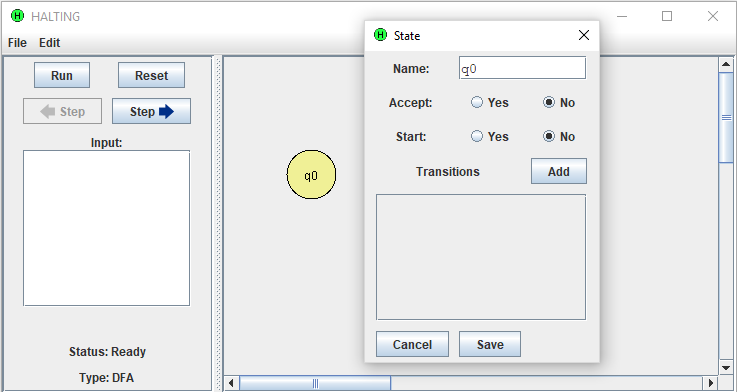 HALTING
File Edit
Run Reset
Step Step
Input:
Status: Ready
Type: DFA
q0
H State
Name: q0
Accept: Yes No
Start: Yes No
Transitions Add
Cancel Save